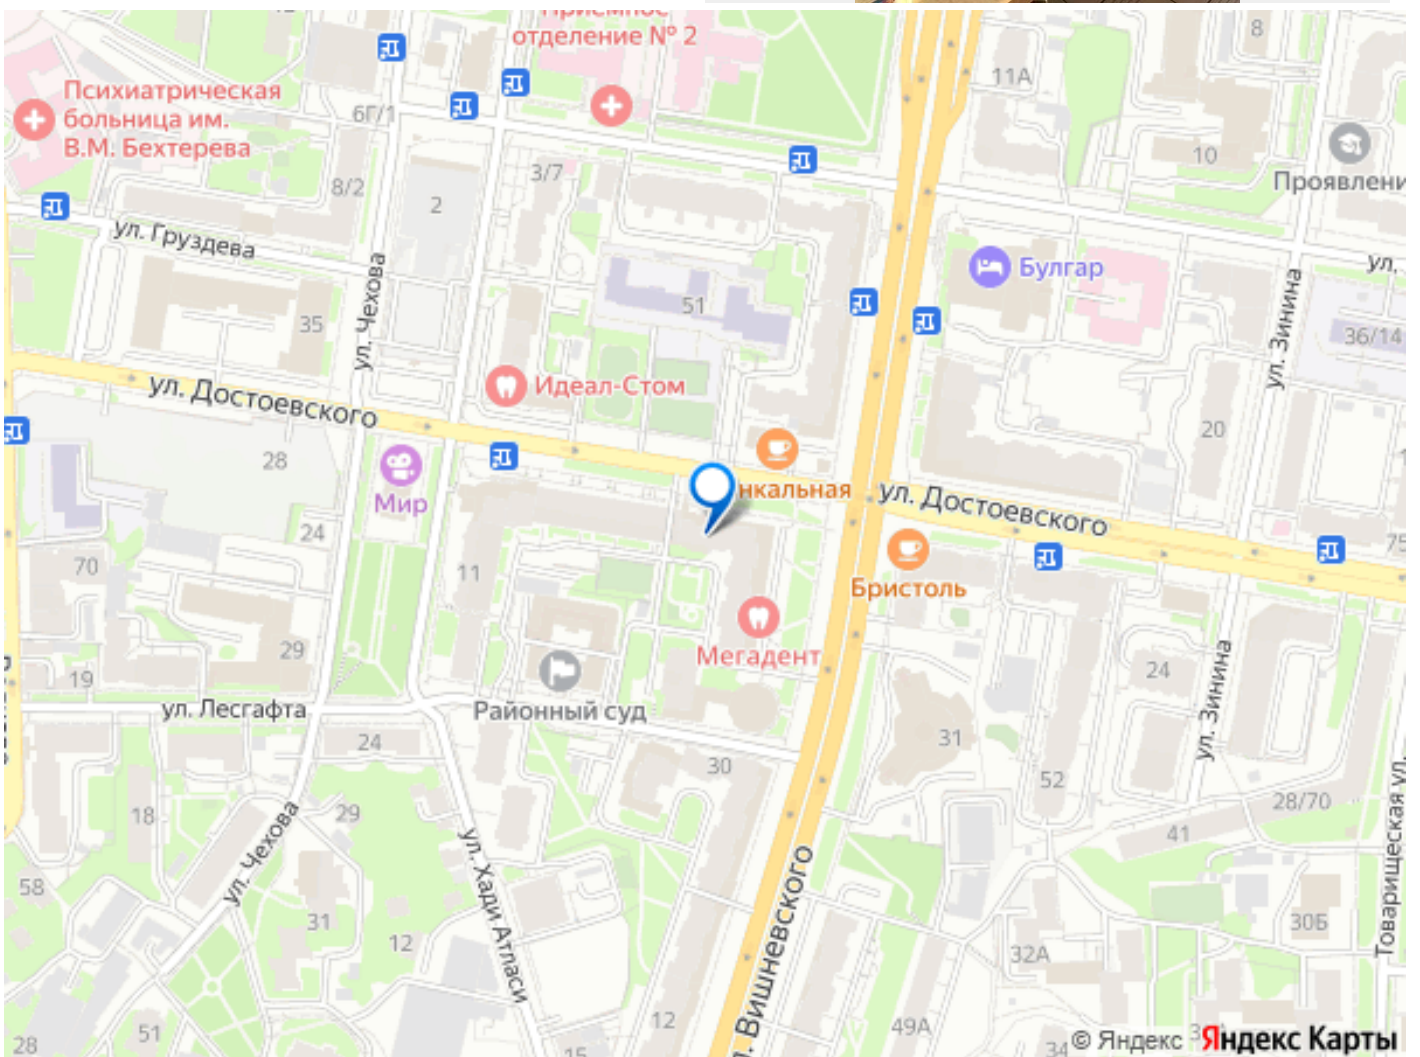 отделение № 2
Психиатрическая
больница им.
В.М. Бехтерева
6Г/1
8
11А
3/7
8/2
2
10
Проявлени
ул. Груздева
ул.
Булгар
ул. Чехова
51
35
ул. Зинина
36/14
Идеал-Стом
ул. Достоевского
20
28
Мир
нкальная
ул. Достоевского
24
75
70
11
Бристоль
29
Мегадент
24
19
ул. Лесгафта
Районный суд
ул. Зинина
24
31
30
52
28/70
18
29
41
ул. Чехова
ул. Хади Атласи
Товарищеская ул.
58
31
12
30Б
32А
. Вишневского
12
49А
51
28
15
34
© Яндекс
Яндекс Карты